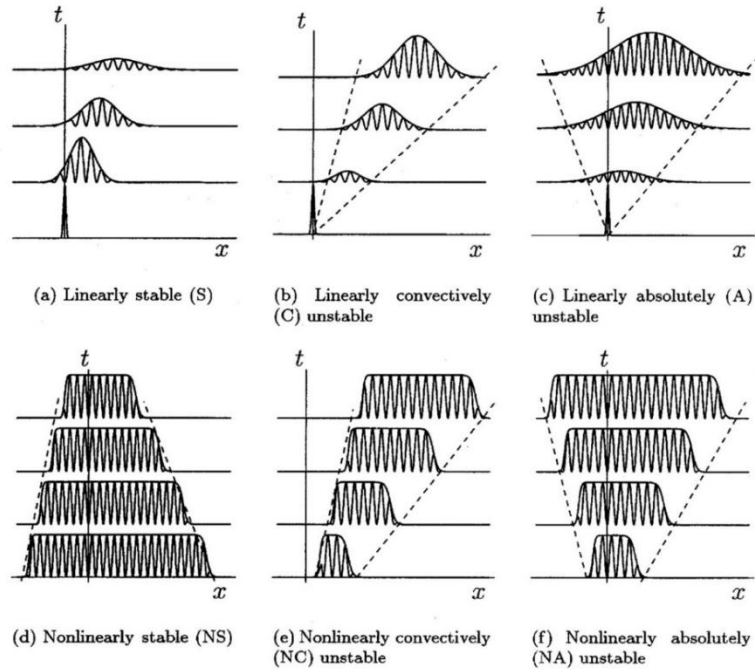 t
t
t
x
x
x
(a) Linearly stable (S)
(b) Linearly convectively
(C) unstable
(c) Linearly absolutely (A)
unstable
t
t
t
x
x
x
(d) Nonlinearly stable (NS)
(e) Nonlinearly convectively
(NC) unstable
(f) Nonlinearly absolutely
(NA) unstable